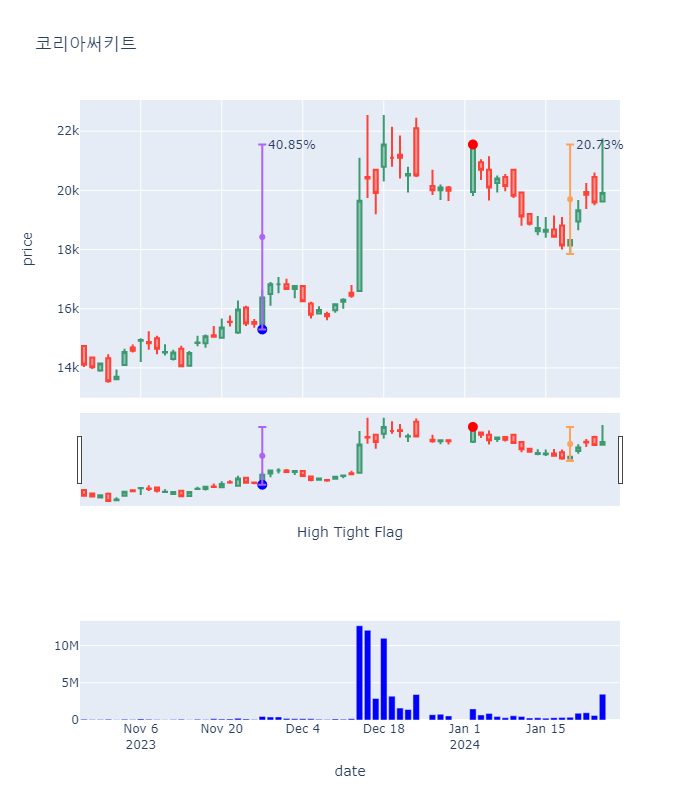 코리아써키트
22k
20k
18k
16k
14k
price
40.85%
20.73%
High Tight Flag
10M
5M
0
Nov 6
2023
Nov 20
Dec 4
Dec 18
Jan 1
2024
Jan 15
date